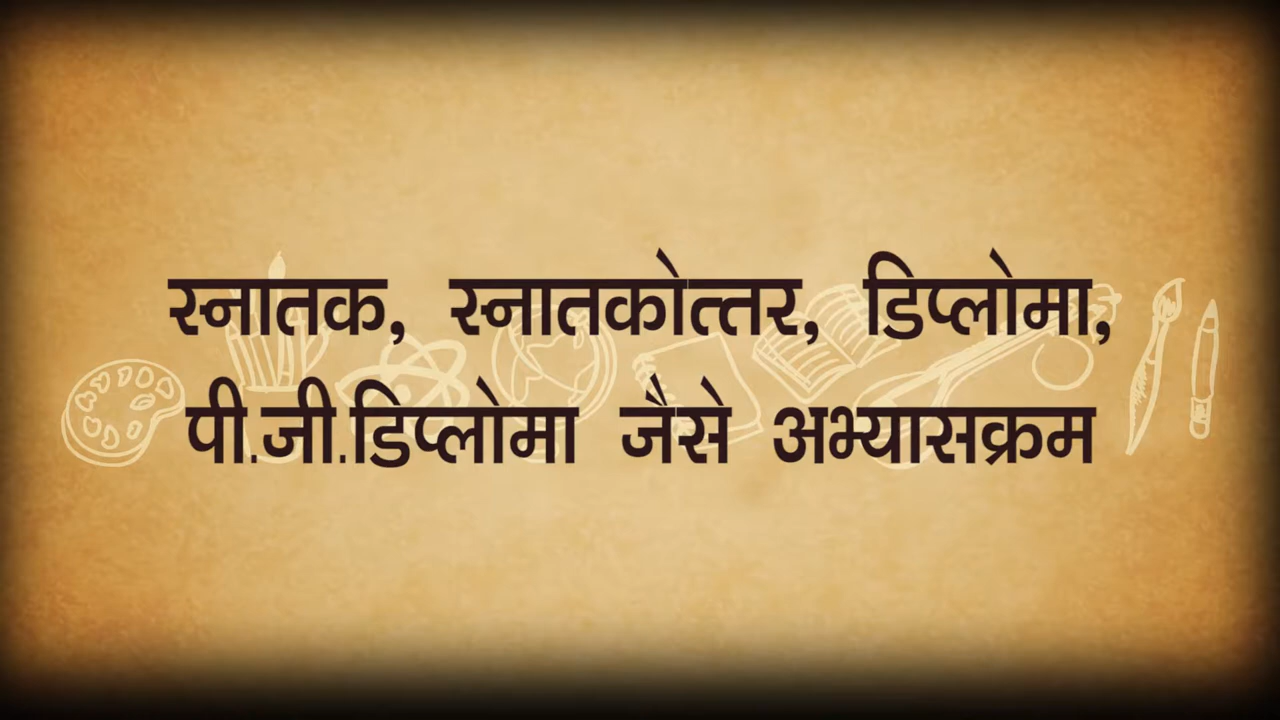 स्नातक, स्नातकोत्तर, डिप्लोमा,
पी.जी.डिप्लोमा जैसे अभ्यासक्रम